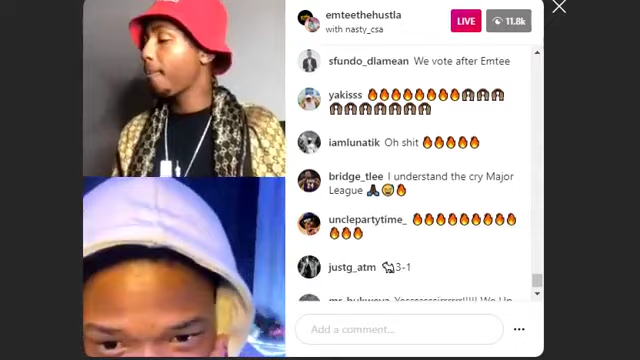 emteethehustla
with nasty_csa
LIVE
11.8k
sfundo_dlamean We vote after Emtee
yakisss
iamlunatik Oh shit
bridge_tlee I understand the cry Major
League
unclepartytime_
justg_atm 3-1
Add a comment...